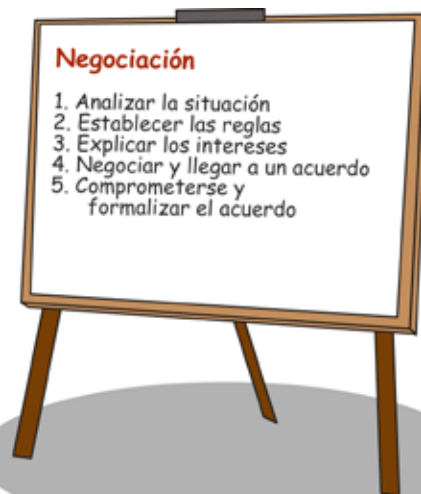 Negociación
1. Analizar la situación
2. Establecer las reglas
3. Explicar los intereses
4. Negociar y llegar a un acuerdo
5. Comprometerse y
formalizar el acuerdo